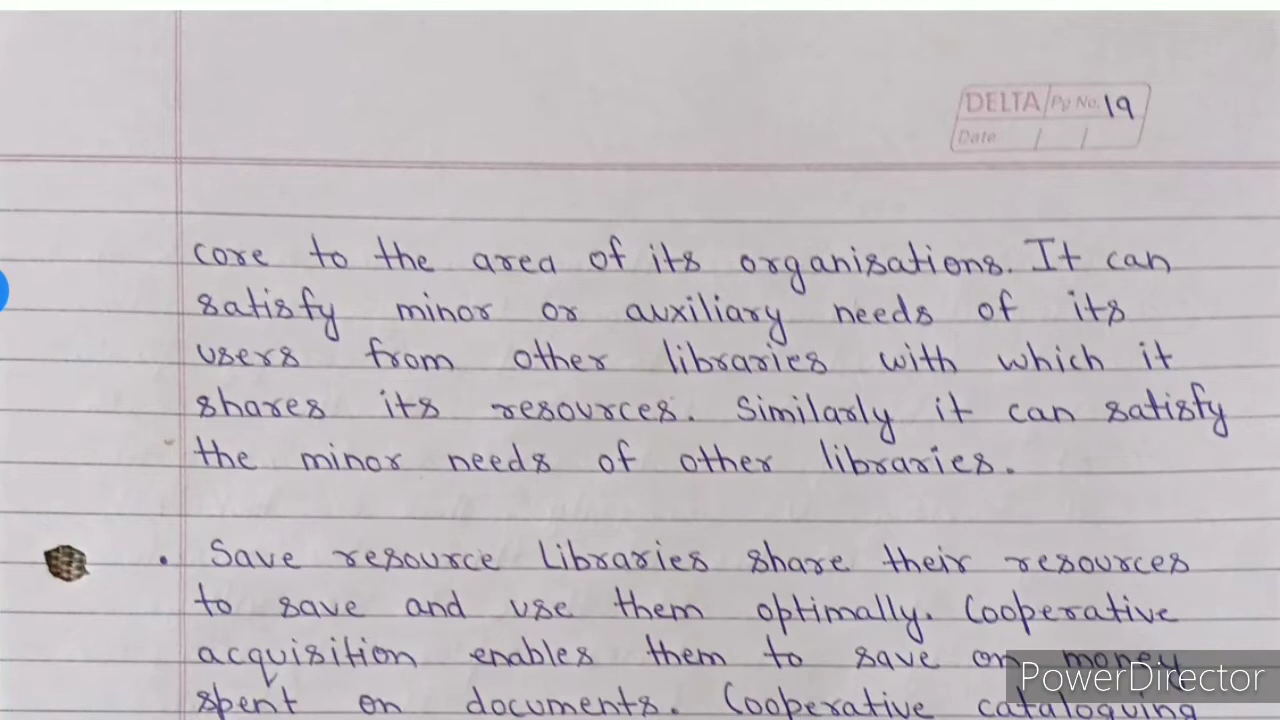 DELTA Pg No. 19
Date / /
core to the area of its organisations. It can
satisfy minor or auxiliary needs of its
users from other libraries with which it
shares its resources. Similarly it can satisfy
the minor needs of other libraries.
• Save resource Libraries share their resources
to save and use them optimally. Cooperative
acquisition enables them to save on money
spent on documents. Cooperative cataloguing
PowerDirector